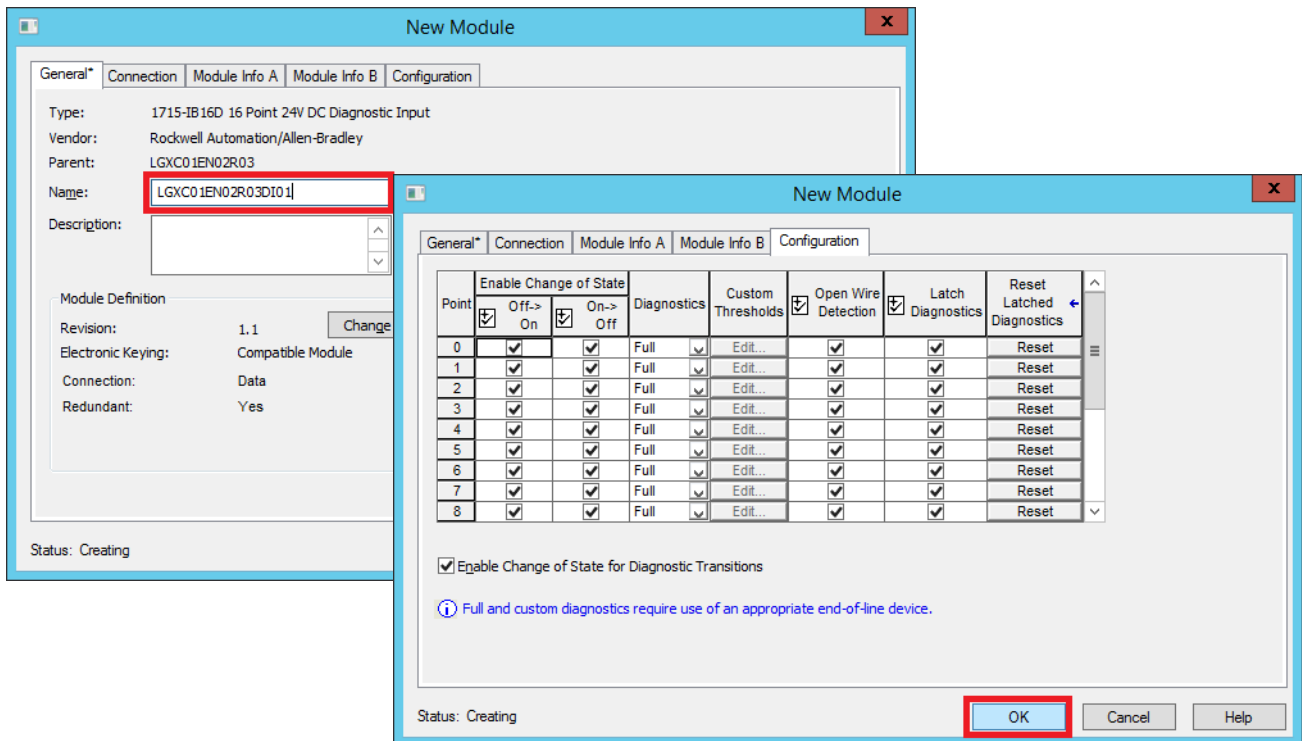 New Module
x
General* Connection Module Info A Module Info B Configuration
Type: 1715-IB16D 16 Point 24V DC Diagnostic Input
Vendor: Rockwell Automation/Allen-Bradley
Parent: LGXC01EN02R03
Name: LGXC01EN02R03DI01
Description:
Module Definition
Revision: 1.1 Change
Electronic Keying: Compatible Module
Connection: Data
Redundant: Yes
Status: Creating
New Module
x
General* Connection Module Info A Module Info B Configuration
Point Enable Change of State Off-> On On-> Off Diagnostics Custom Thresholds Open Wire Detection Latch Diagnostics Reset Latched Diagnostics
0 Full Edit... Reset
1 Full Edit... Reset
2 Full Edit... Reset
3 Full Edit... Reset
4 Full Edit... Reset
5 Full Edit... Reset
6 Full Edit... Reset
7 Full Edit... Reset
8 Full Edit... Reset
Enable Change of State for Diagnostic Transitions
Full and custom diagnostics require use of an appropriate end-of-line device.
Status: Creating
OK Cancel Help